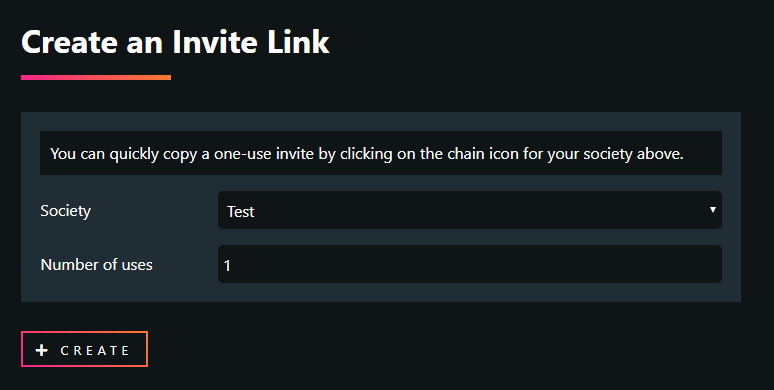 Create an Invite Link
You can quickly copy a one-use invite by clicking on the chain icon for your society above.
Society
Test
Number of uses
1
CREATE